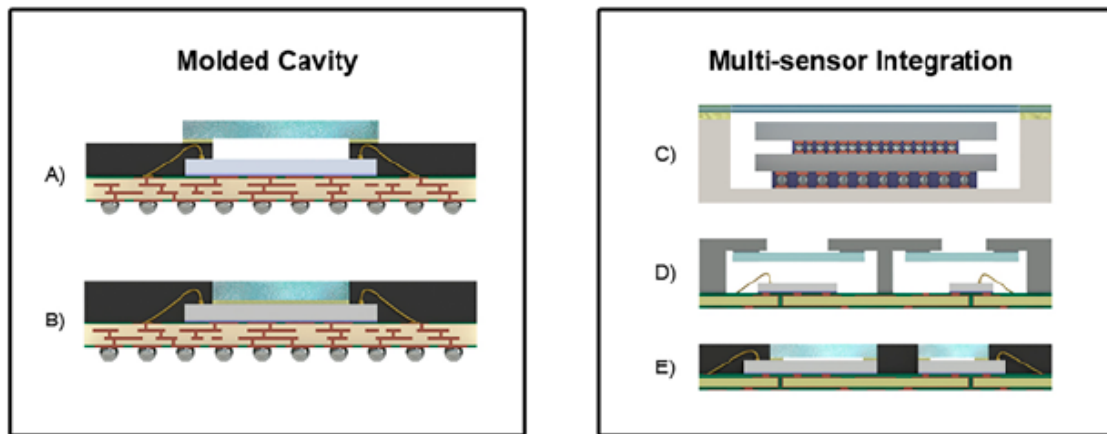 Molded Cavity
A)
B)
Multi-sensor Integration
C)
D)
E)